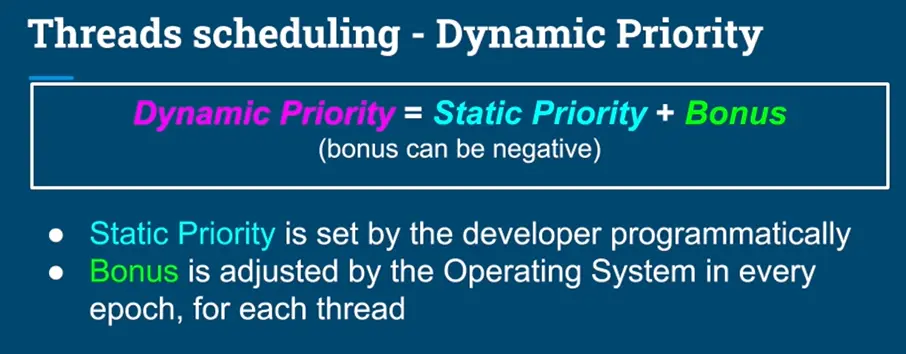 Threads scheduling - Dynamic Priority
Dynamic Priority = Static Priority + Bonus
(bonus can be negative)
● Static Priority is set by the developer programmatically
● Bonus is adjusted by the Operating System in every
epoch, for each thread